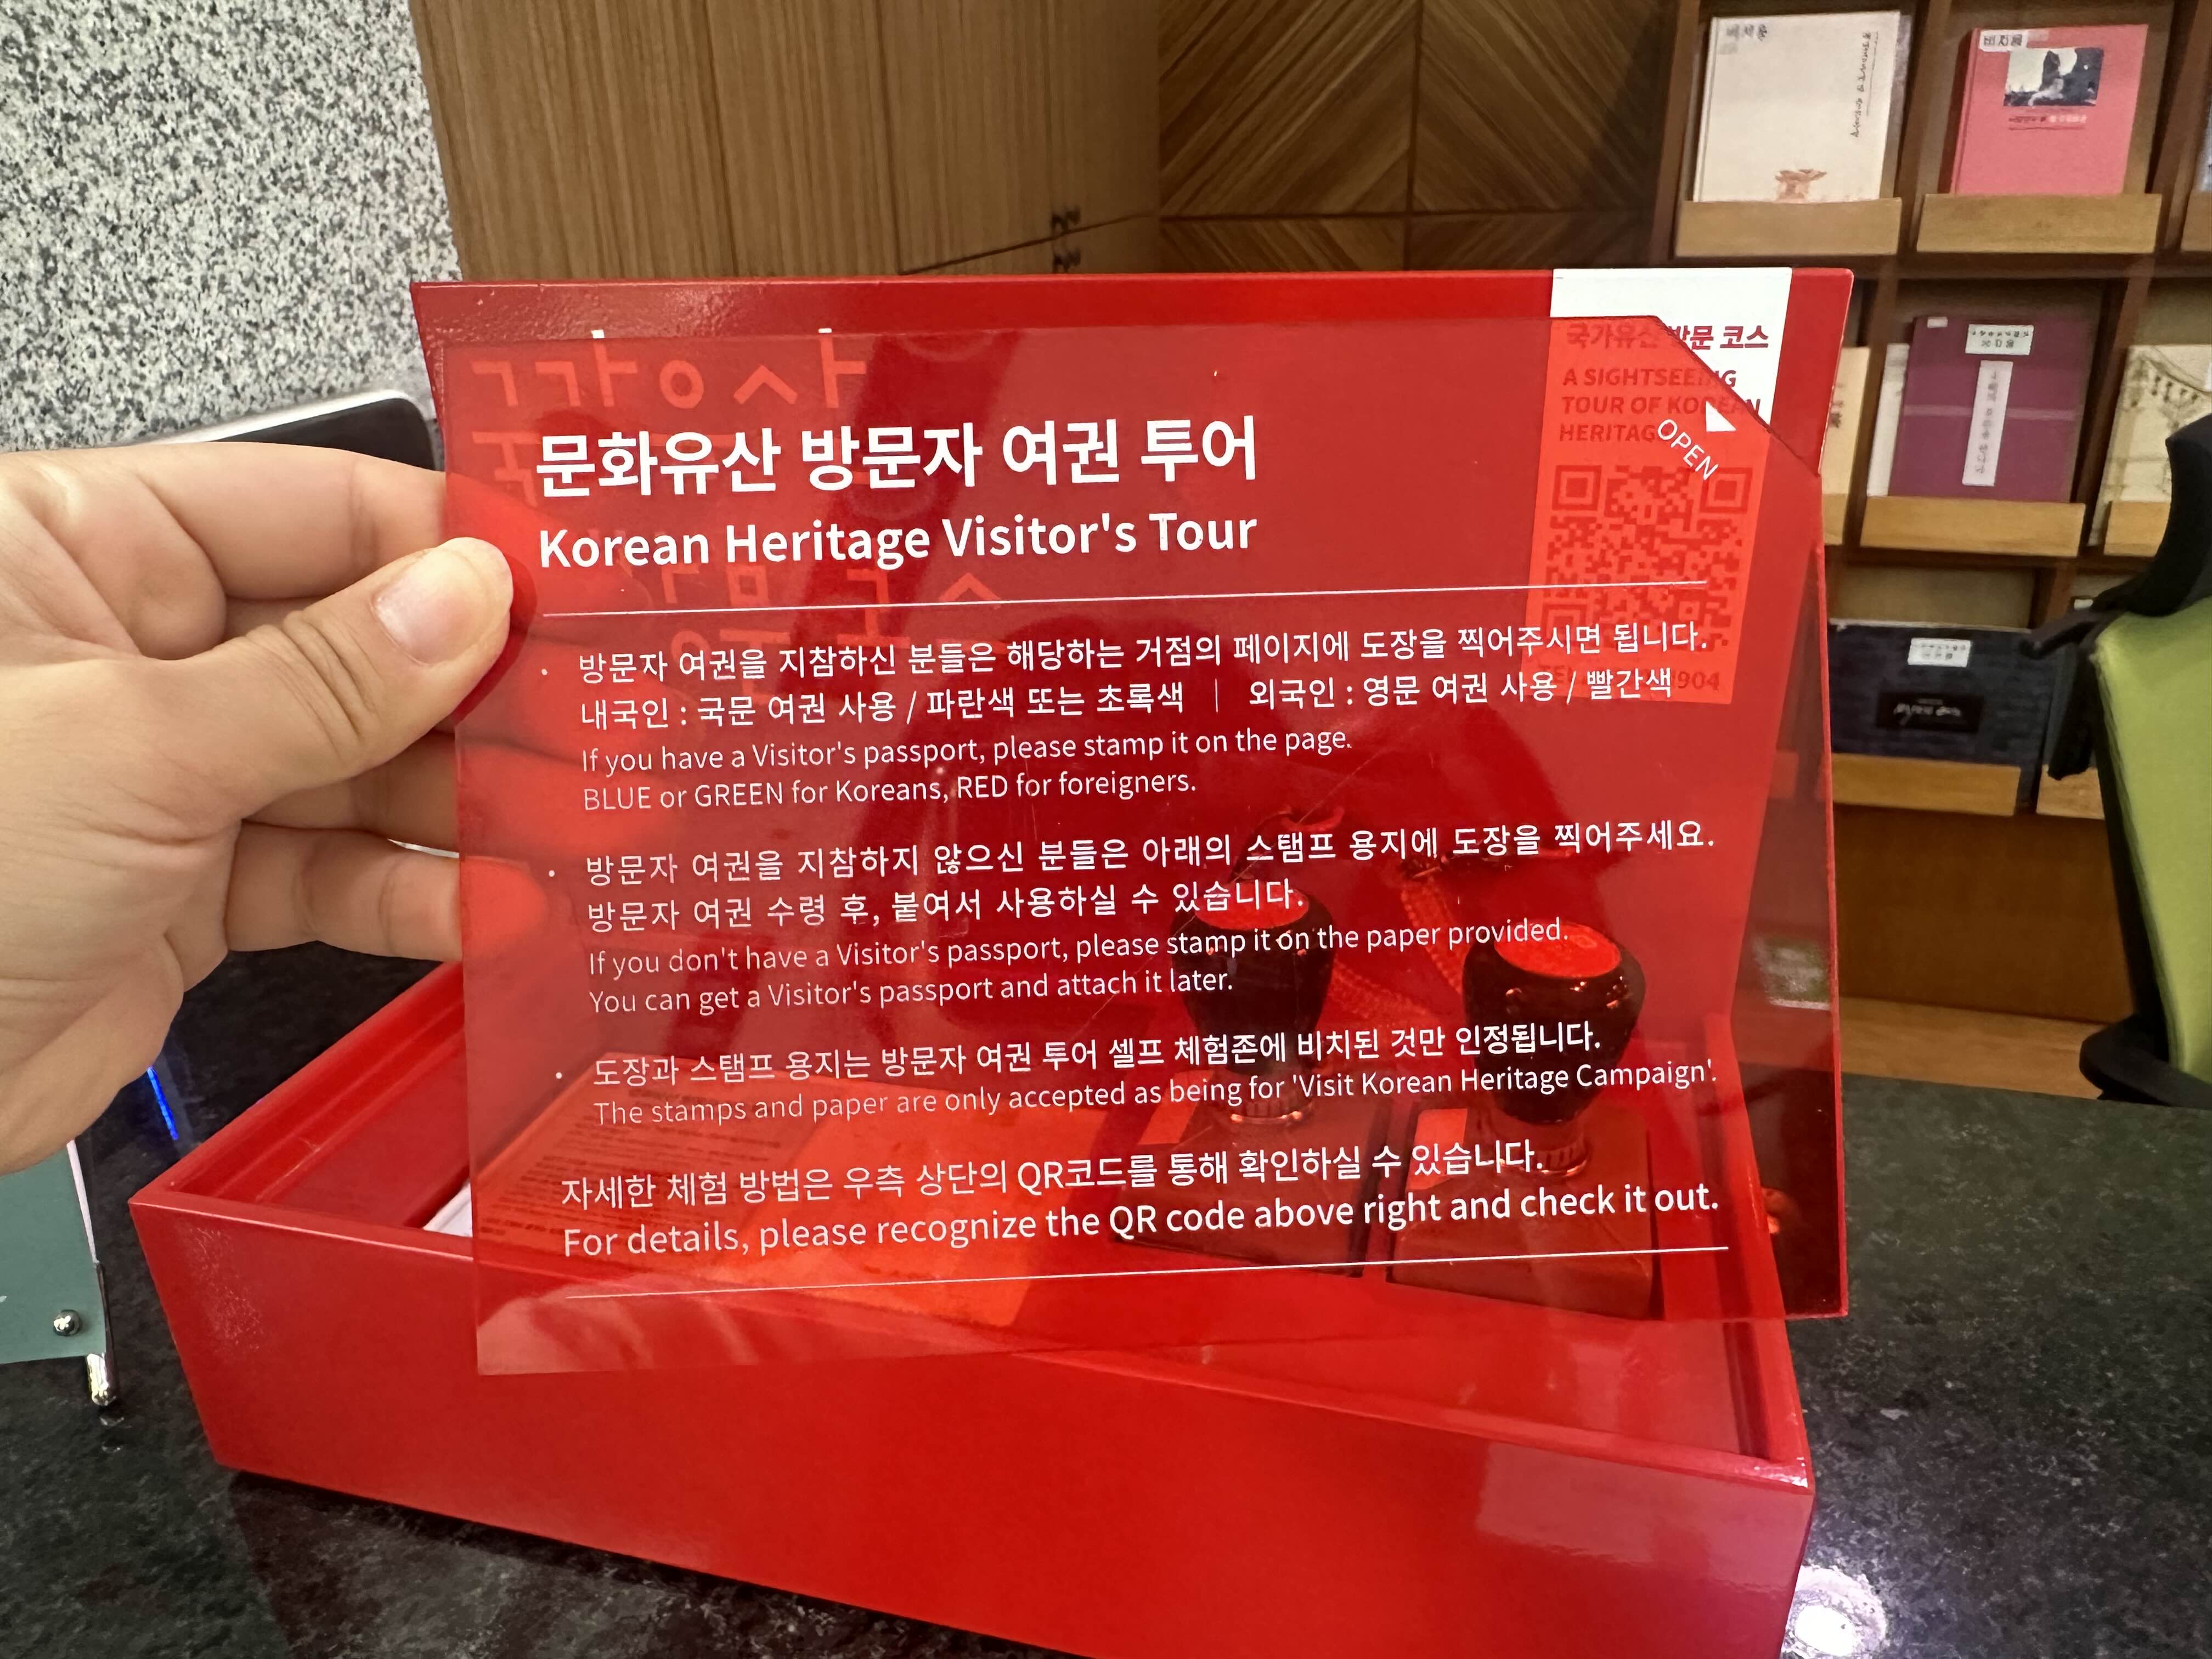 국가유산 방문 코스
A SIGHTSEEING
TOUR OF KOREAN
HERITAGE
OPEN
문화유산 방문자 여권 투어
Korean Heritage Visitor's Tour
· 방문자 여권을 지참하신 분들은 해당하는 거점의 페이지에 도장을 찍어주시면 됩니다.
내국인 : 국문 여권 사용 / 파란색 또는 초록색 | 외국인 : 영문 여권 사용 / 빨간색
If you have a Visitor's passport, please stamp it on the page.
BLUE or GREEN for Koreans, RED for foreigners.
· 방문자 여권을 지참하지 않으신 분들은 아래의 스탬프 용지에 도장을 찍어주세요.
방문자 여권 수령 후, 붙여서 사용하실 수 있습니다.
If you don't have a Visitor's passport, please stamp it on the paper provided.
You can get a Visitor's passport and attach it later.
· 도장과 스탬프 용지는 방문자 여권 투어 셀프 체험존에 비치된 것만 인정됩니다.
The stamps and paper are only accepted as being for 'Visit Korean Heritage Campaign'.
자세한 체험 방법은 우측 상단의 QR코드를 통해 확인하실 수 있습니다.
For details, please recognize the QR code above right and check it out.